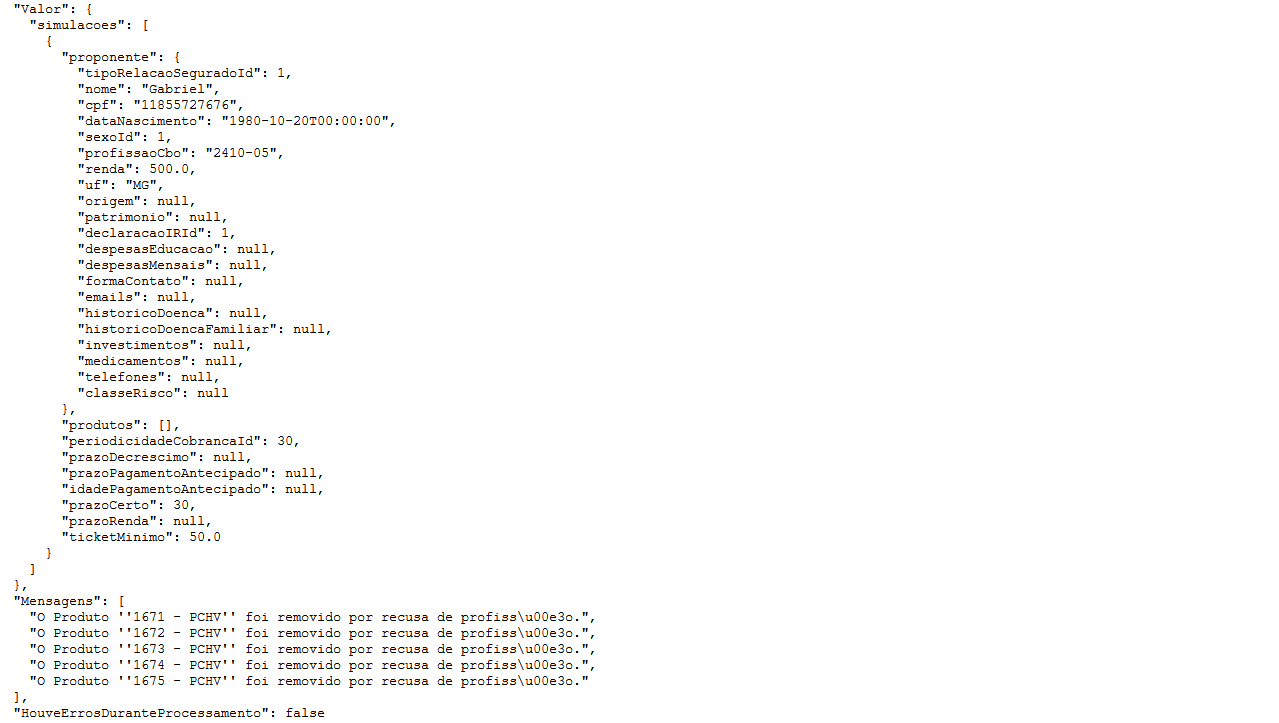 "Valor": {
"simulacoes": [
{
"proponente": {
"tipoRelacaoSeguradoId": 1,
"nome": "Gabriel",
"cpf": "11855727676",
"dataNascimento": "1980-10-20T00:00:00",
"sexoId": 1,
"profissaoCbo": "2410-05",
"renda": 500.0,
"uf": "MG",
"origem": null,
"patrimonio": null,
"declaracaoIRId": 1,
"despesasEducacao": null,
"despesasMensais": null,
"formaContato": null,
"emails": null,
"historicoDoenca": null,
"historicoDoencaFamiliar": null,
"investimentos": null,
"medicamentos": null,
"telefones": null,
"classeRisco": null
},
"produtos": [],
"periodicidadeCobrancaId": 30,
"prazoDecrescimo": null,
"prazoPagamentoAntecipado": null,
"idadePagamentoAntecipado": null,
"prazoCerto": 30,
"prazoRenda": null,
"ticketMinimo": 50.0
}
]
},
"Mensagens": [
"O Produto ''1671 - PCHV'' foi removido por recusa de profiss\u00e3o.",
"O Produto ''1672 - PCHV'' foi removido por recusa de profiss\u00e3o.",
"O Produto ''1673 - PCHV'' foi removido por recusa de profiss\u00e3o.",
"O Produto ''1674 - PCHV'' foi removido por recusa de profiss\u00e3o.",
"O Produto ''1675 - PCHV'' foi removido por recusa de profiss\u00e3o."
],
"HouveErrosDuranteProcessamento": false